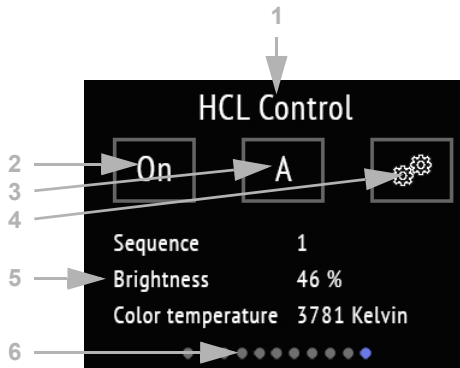 1
HCL Control
2
On
A
3
4
Sequence 1
5
Brightness 46 %
Color temperature 3781 Kelvin
6